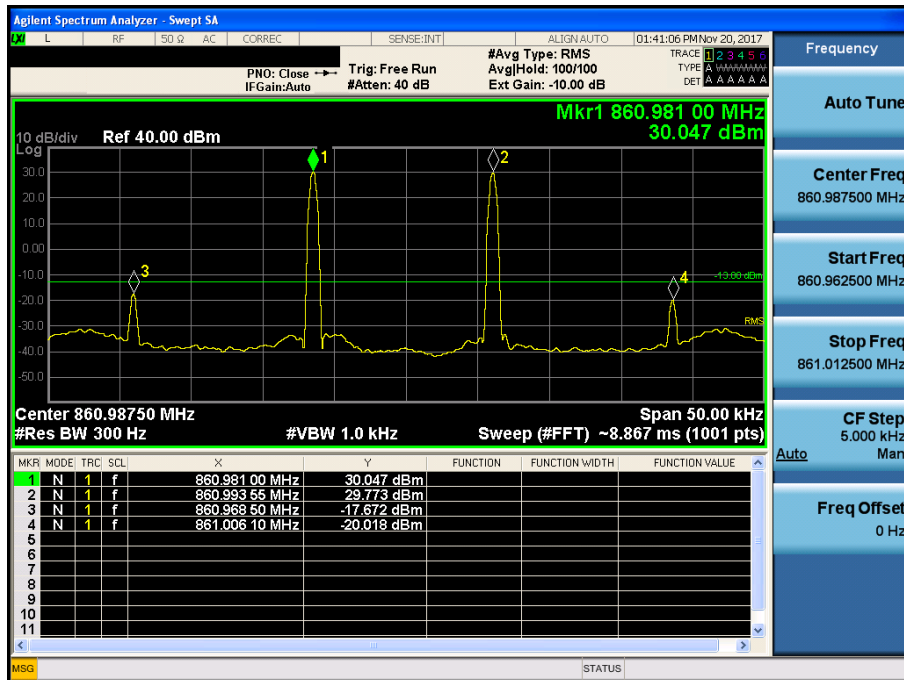 Agilent Spectrum Analyzer - Swept SA
LXI L RF 50 Ω AC CORREC SENSE:INT ALIGN AUTO 01:41:06 PM Nov 20, 2017
PNO: Close
IFGain:Auto
Trig: Free Run
#Atten: 40 dB
#Avg Type: RMS
Avg|Hold: 100/100
Ext Gain: -10.00 dB
TRACE 1 2 3 4 5 6
TYPE A WWWWW
DET A A A A A A
Mkr1 860.981 00 MHz
30.047 dBm
10 dB/div Ref 40.00 dBm
Log
1
2
30.0
20.0
10.0
0.00
3
4
-10.0
-13.00 dBm
-20.0
-30.0
RMS
-40.0
-50.0
Center 860.98750 MHz Span 50.00 kHz
#Res BW 300 Hz #VBW 1.0 kHz Sweep (#FFT) ~8.867 ms (1001 pts)
MKR MODE TRC SCL X Y FUNCTION FUNCTION WIDTH FUNCTION VALUE
1 N 1 f 860.981 00 MHz 30.047 dBm
2 N 1 f 860.993 55 MHz 29.773 dBm
3 N 1 f 860.968 50 MHz -17.672 dBm
4 N 1 f 861.006 10 MHz -20.018 dBm
5
6
7
8
9
10
11
MSG STATUS
Frequency
Auto Tune
Center Freq
860.987500 MHz
Start Freq
860.962500 MHz
Stop Freq
861.012500 MHz
CF Step
5.000 kHz
Auto Man
Freq Offset
0 Hz